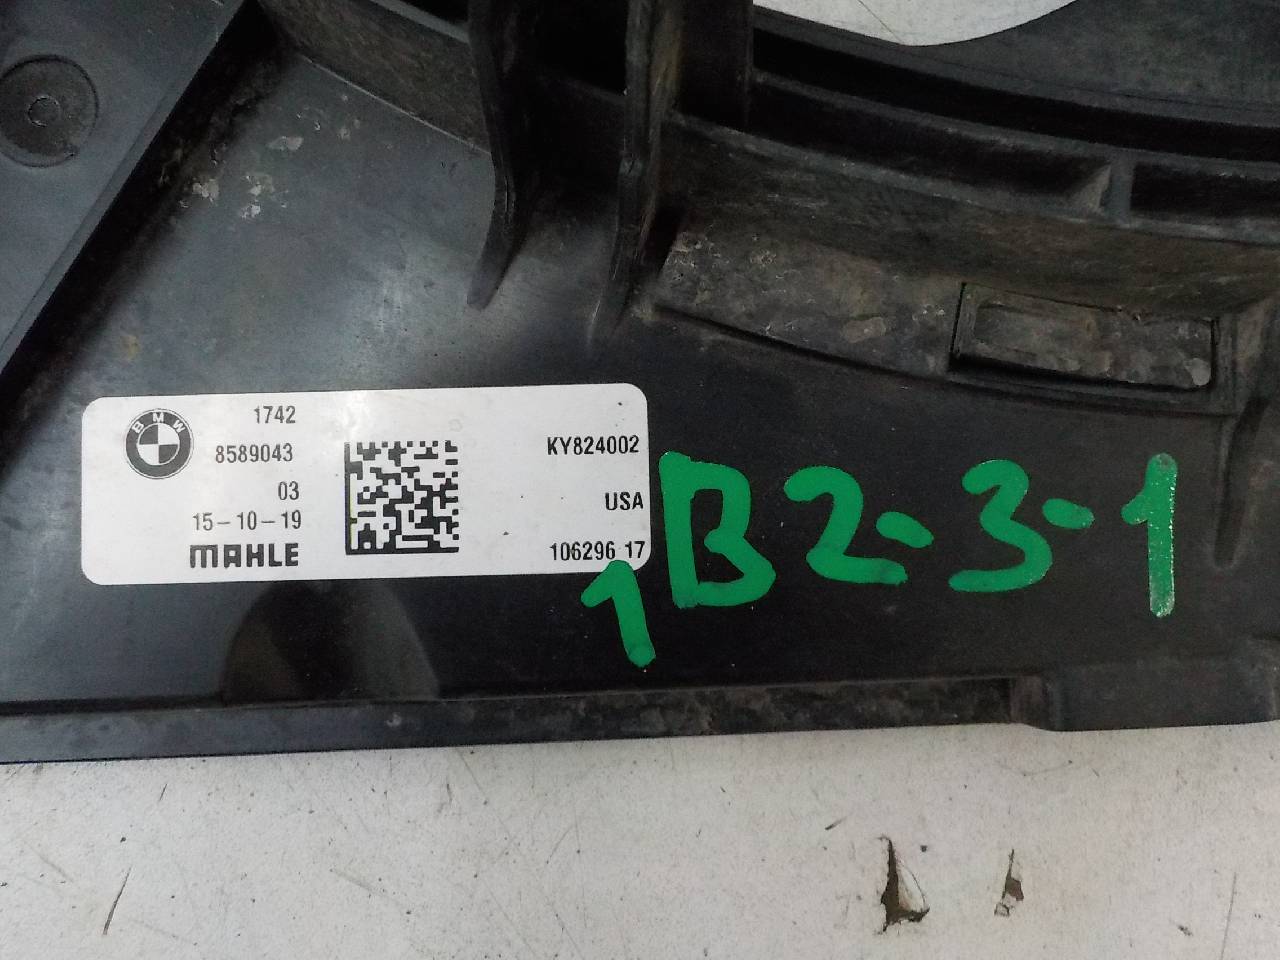 BMW
1742
8589043
03
15-10-19
MAHLE
KY824002
USA
106296 17
1B2-3-1